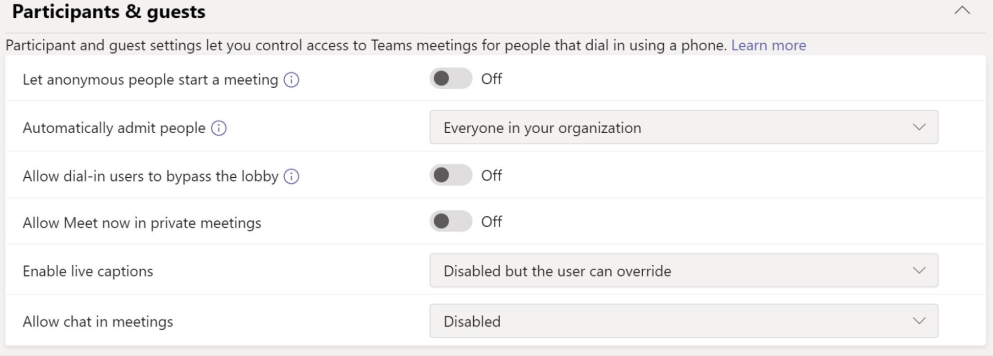 Participants & guests
Participant and guest settings let you control access to Teams meetings for people that dial in using a phone. Learn more
Let anonymous people start a meeting Off
Automatically admit people Everyone in your organization
Allow dial-in users to bypass the lobby Off
Allow Meet now in private meetings Off
Enable live captions Disabled but the user can override
Allow chat in meetings Disabled